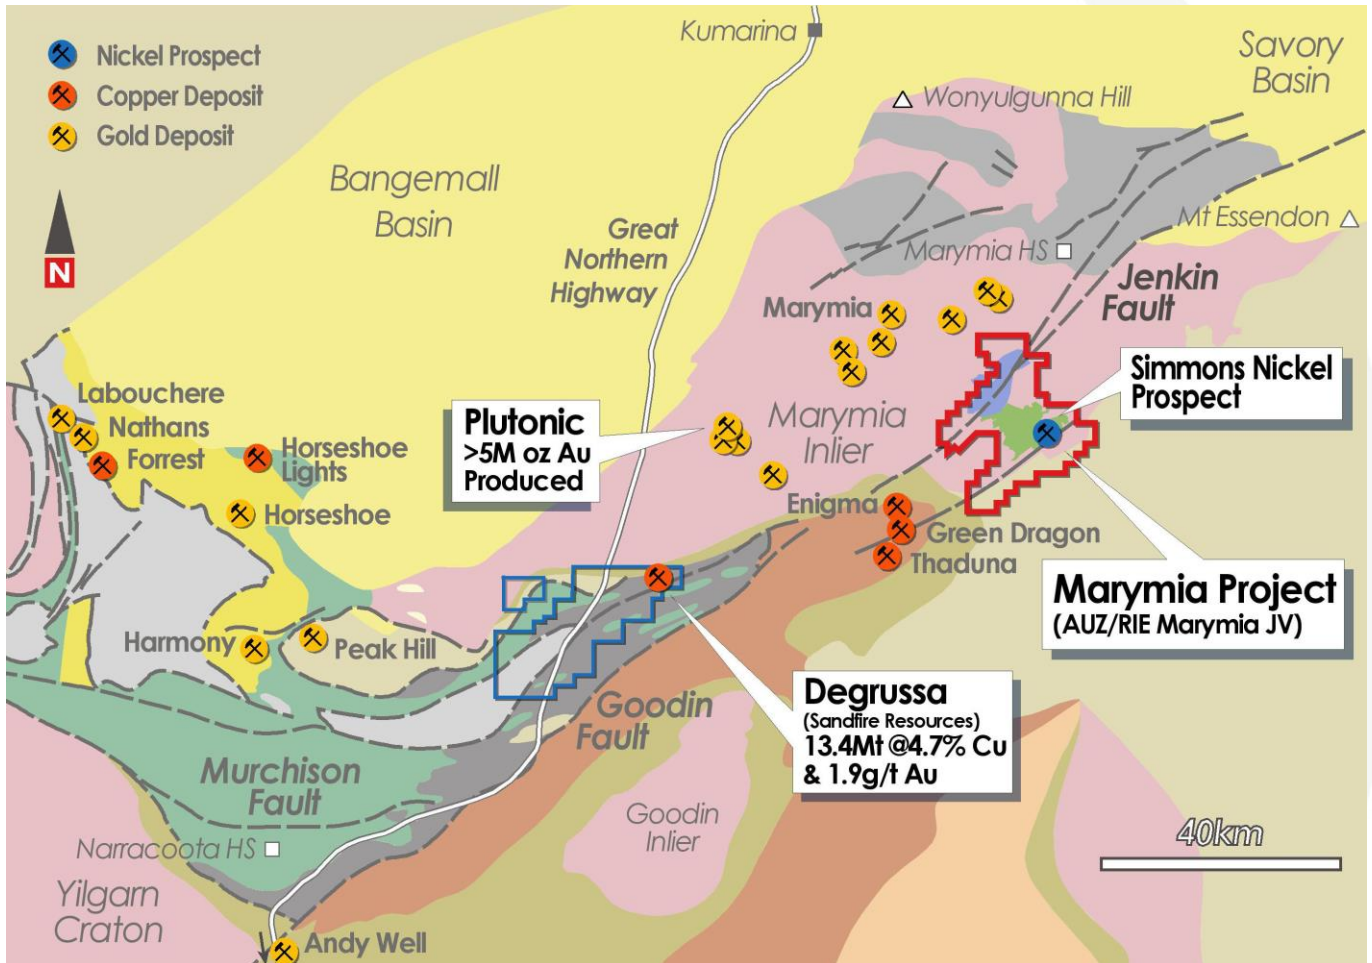 Nickel Prospect
Copper Deposit
Gold Deposit
N
Kumarina
Savory
Basin
Wonyulgunna Hill
Bangemall
Basin
Mt Essendon
Great
Northern
Highway
Marymia HS
Jenkin
Fault
Marymia
Simmons Nickel
Prospect
Labouchere
Nathans
Forrest
Horseshoe
Lights
Horseshoe
Plutonic
>5M oz Au
Produced
Marymia
Inlier
Enigma
Green Dragon
Thaduna
Marymia Project
(AUZ/RIE Marymia JV)
Harmony
Peak Hill
Degrussa
(Sandfire Resources)
13.4Mt @4.7% Cu
& 1.9g/t Au
Goodin
Fault
Murchison
Fault
Goodin
Inlier
40km
Narracoota HS
Yilgarn
Craton
Andy Well